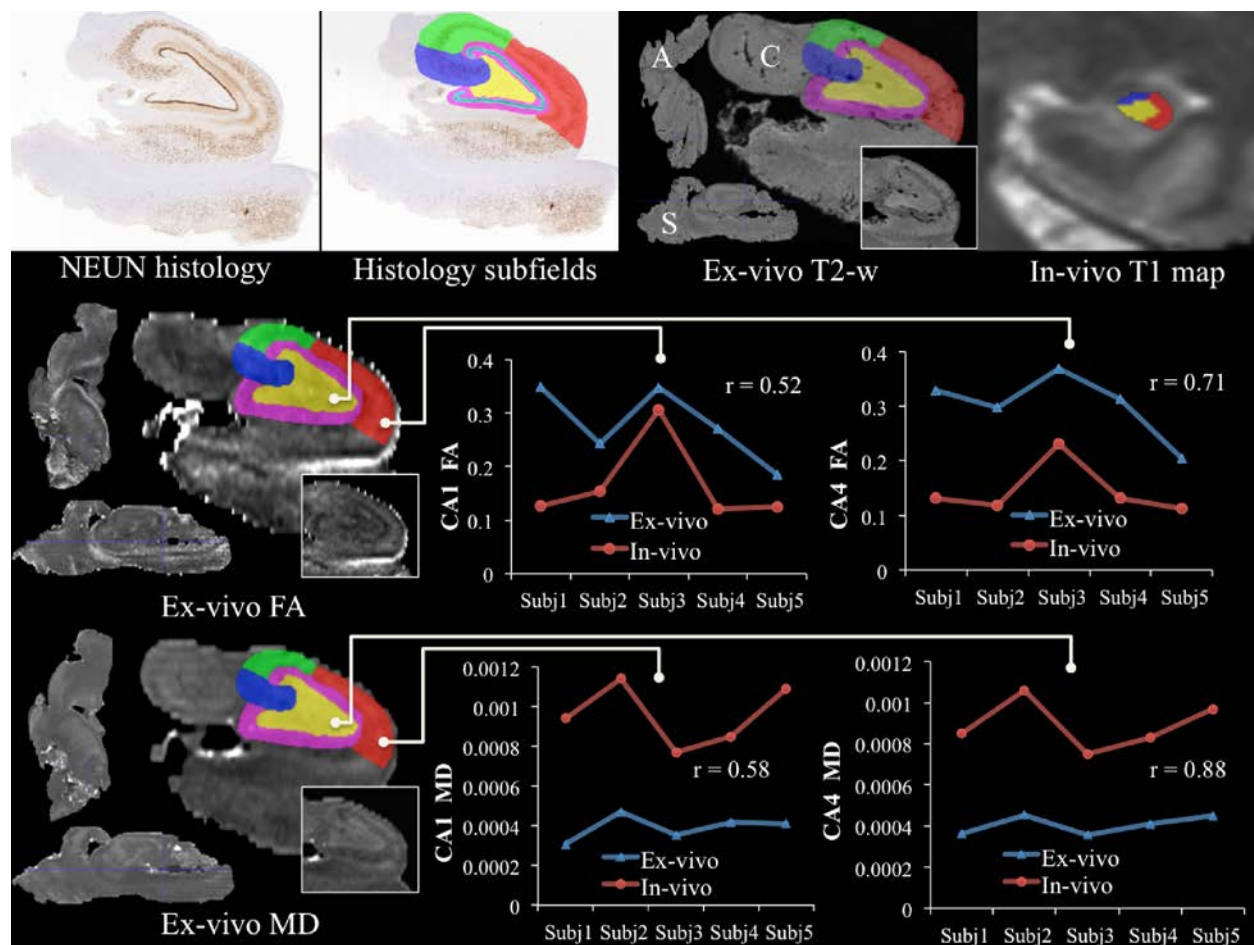 A
C
S
NEUN histology
Histology subfields
Ex-vivo T2-w
In-vivo T1 map
CA1 FA
0.4
0.3
0.2
0.1
0
r = 0.52
Ex-vivo
In-vivo
Subj1 Subj2 Subj3 Subj4 Subj5
CA4 FA
0.4
0.3
0.2
0.1
0
r = 0.71
Ex-vivo
In-vivo
Subj1 Subj2 Subj3 Subj4 Subj5
Ex-vivo FA
CA1 MD
0.0012
0.001
0.0008
0.0006
0.0004
0.0002
0
r = 0.58
Ex-vivo
In-vivo
Subj1 Subj2 Subj3 Subj4 Subj5
CA4 MD
0.0012
0.001
0.0008
0.0006
0.0004
0.0002
0
r = 0.88
Ex-vivo
In-vivo
Subj1 Subj2 Subj3 Subj4 Subj5
Ex-vivo MD